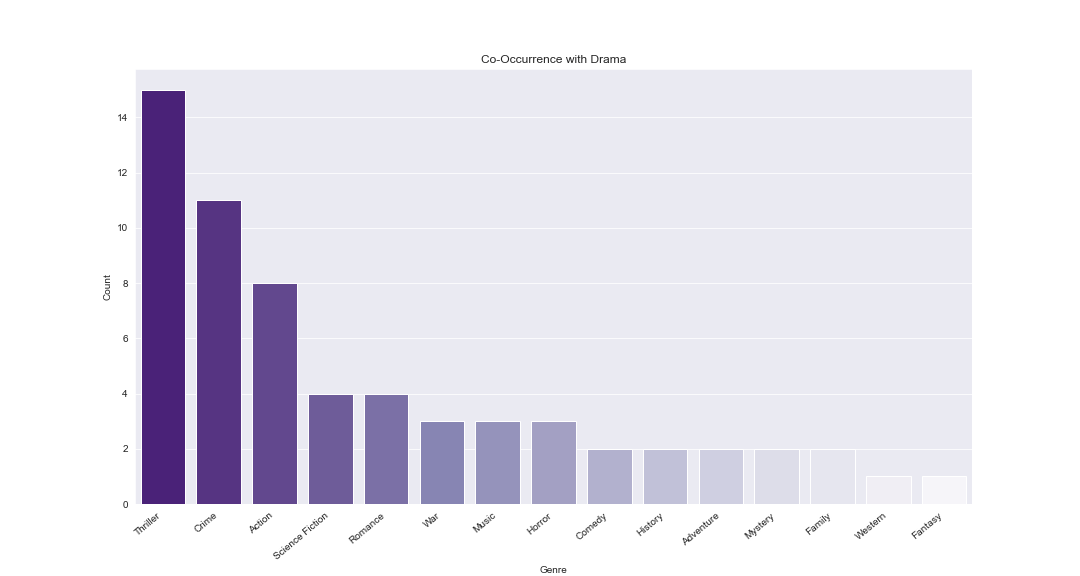 Co-Occurrence with Drama
Count
14
12
10
8
6
4
2
0
Thriller
Crime
Action
Science Fiction
Romance
War
Music
Horror
Comedy
History
Adventure
Mystery
Family
Western
Fantasy
Genre